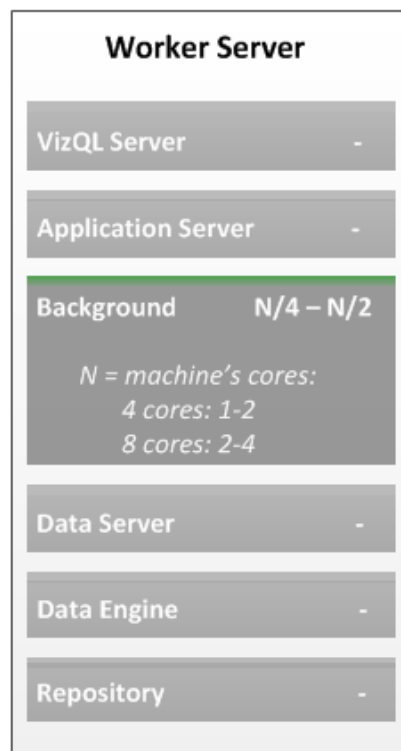 Worker Server
VizQL Server -
Application Server -
Background N/4 – N/2
N = machine's cores:
4 cores: 1-2
8 cores: 2-4
Data Server -
Data Engine -
Repository -